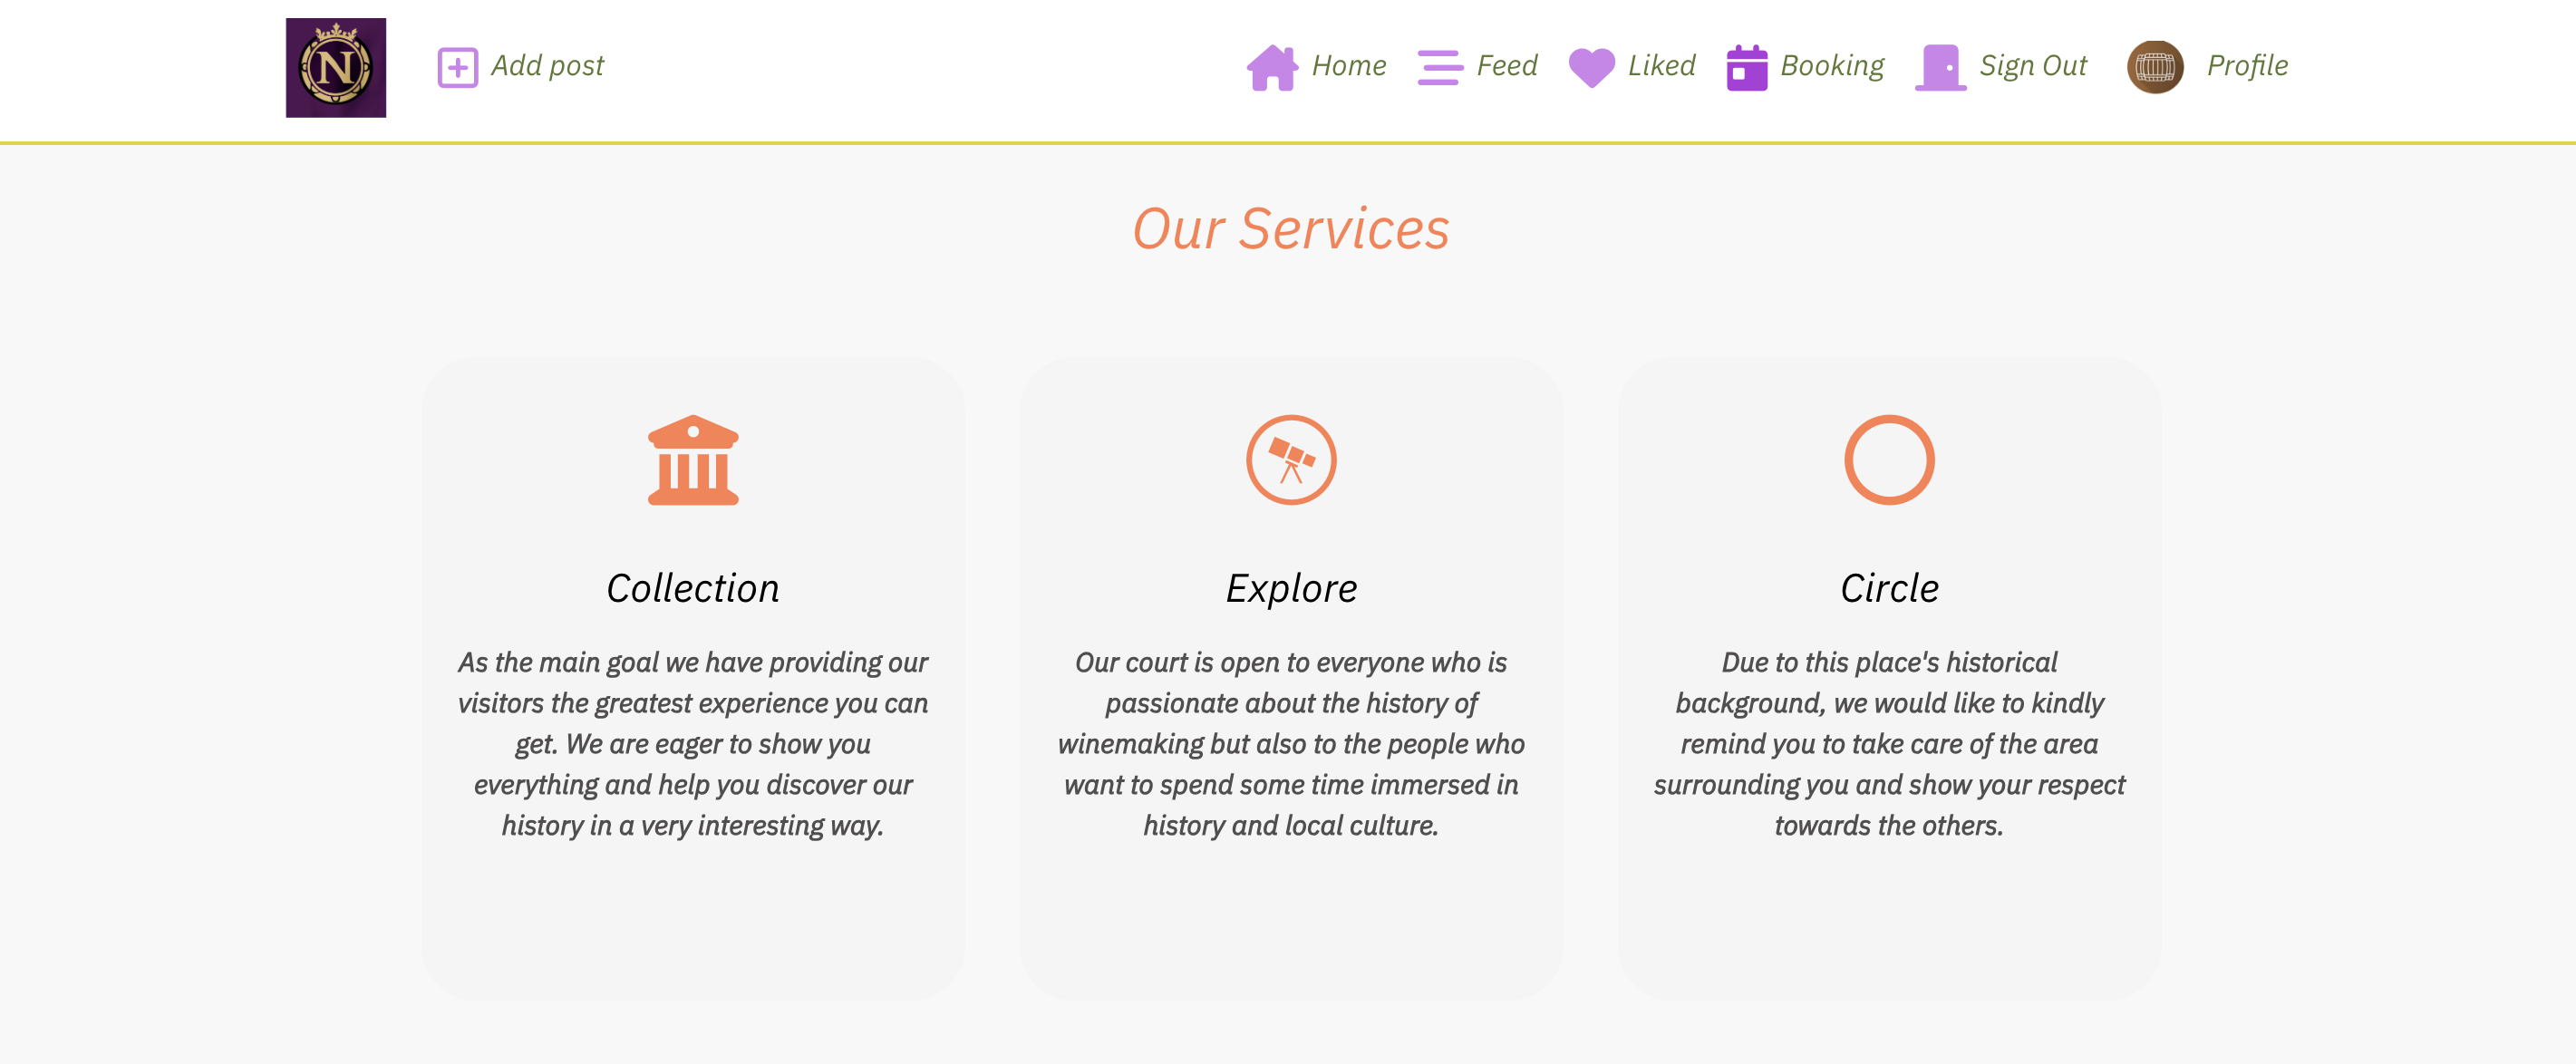 N
Add post
Home
Feed
Liked
Booking
Sign Out
Profile
Our Services
Collection
As the main goal we have providing our
visitors the greatest experience you can
get. We are eager to show you
everything and help you discover our
history in a very interesting way.
Explore
Our court is open to everyone who is
passionate about the history of
winemaking but also to the people who
want to spend some time immersed in
history and local culture.
Circle
Due to this place's historical
background, we would like to kindly
remind you to take care of the area
surrounding you and show your respect
towards the others.